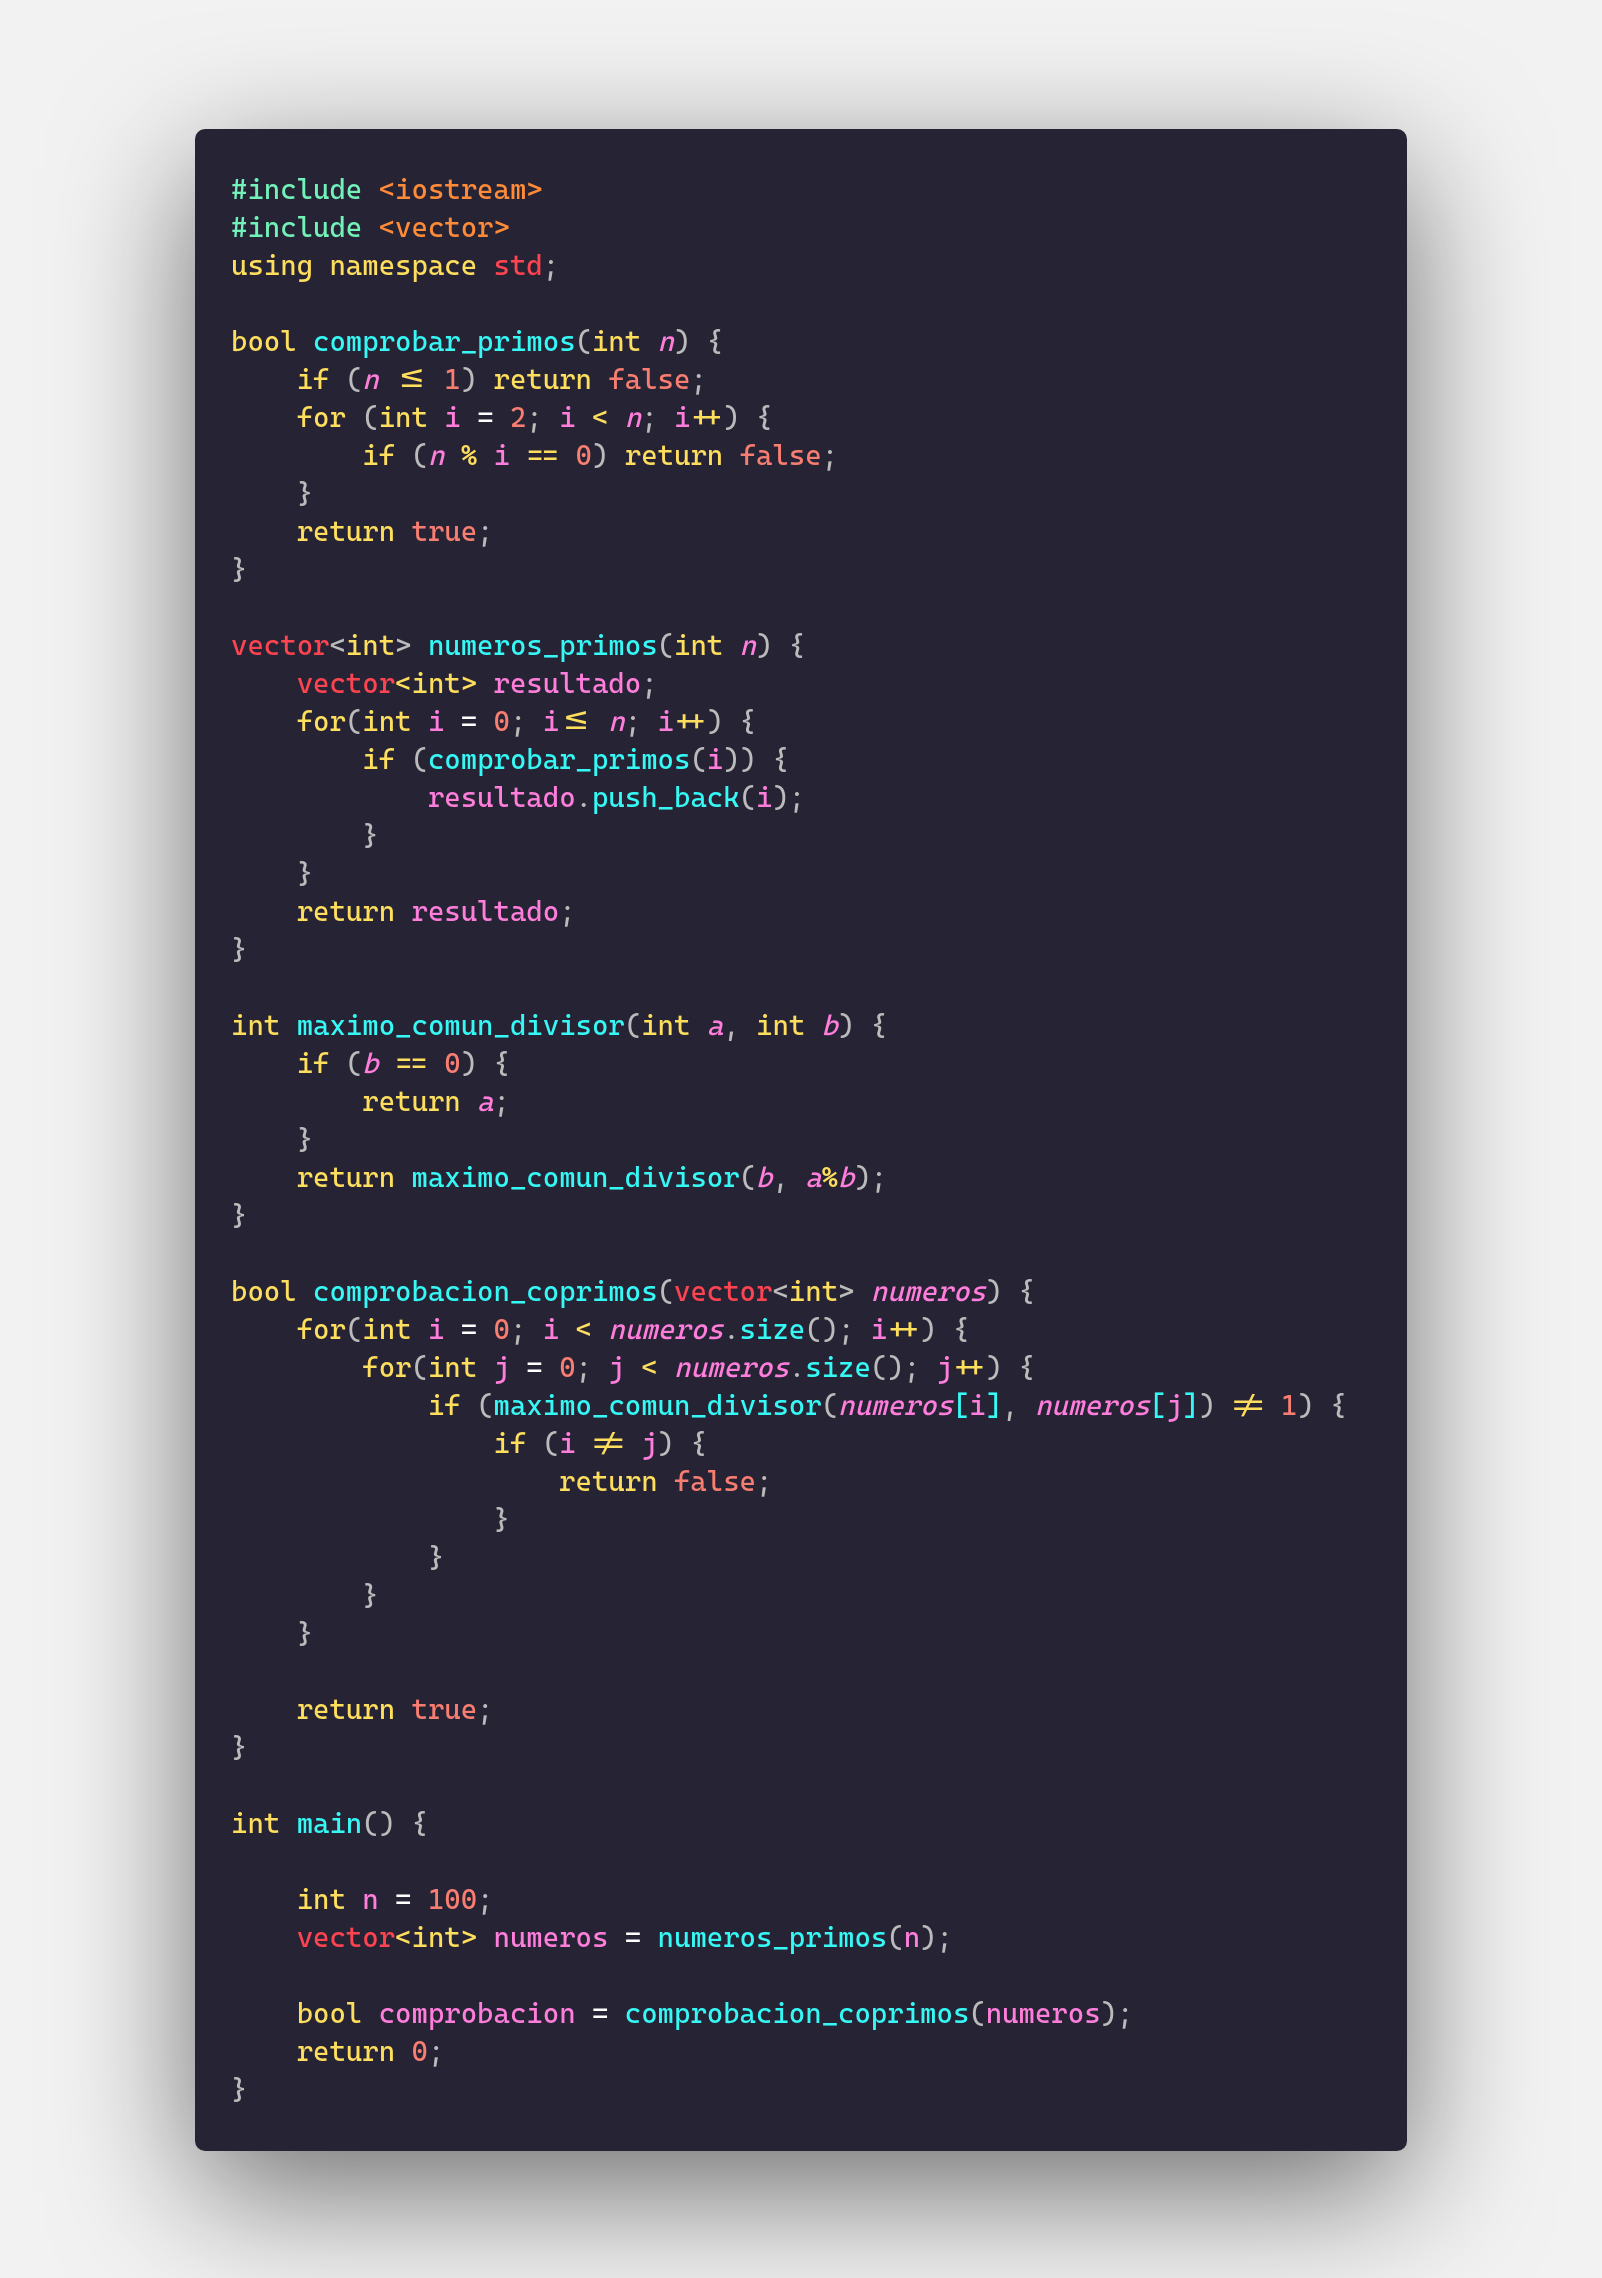 #include <iostream>
#include <vector>
using namespace std;
bool comprobar_primos(int n) {
    if (n <= 1) return false;
    for (int i = 2; i < n; i++) {
        if (n % i == 0) return false;
    }
    return true;
}
vector<int> numeros_primos(int n) {
    vector<int> resultado;
    for(int i = 0; i<= n; i++) {
        if (comprobar_primos(i)) {
            resultado.push_back(i);
        }
    }
    return resultado;
}
int maximo_comun_divisor(int a, int b) {
    if (b == 0) {
        return a;
    }
    return maximo_comun_divisor(b, a%b);
}
bool comprobacion_coprimos(vector<int> numeros) {
    for(int i = 0; i < numeros.size(); i++) {
        for(int j = 0; j < numeros.size(); j++) {
            if (maximo_comun_divisor(numeros[i], numeros[j]) != 1) {
                if (i != j) {
                    return false;
                }
            }
        }
    }
    return true;
}
int main() {
    int n = 100;
    vector<int> numeros = numeros_primos(n);
    bool comprobacion = comprobacion_coprimos(numeros);
    return 0;
}